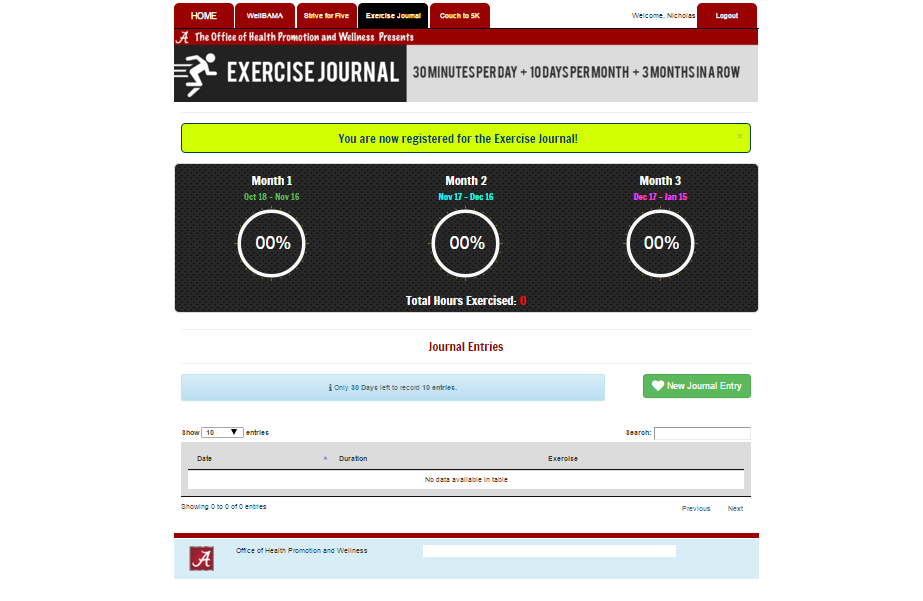 HOME WellBAMA Strive for Five Exercise Journal Couch to 5K Welcome, Nicholas Logout
A The Office of Health Promotion and Wellness Presents
EXERCISE JOURNAL 30 MINUTES PER DAY + 10 DAYS PER MONTH + 3 MONTHS IN A ROW
You are now registered for the Exercise Journal! ×
Month 1 Month 2 Month 3
Oct 18 - Nov 16 Nov 17 - Dec 16 Dec 17 - Jan 15
00% 00% 00%
Total Hours Exercised: 0
Journal Entries
Only 30 Days left to record 10 entries. New Journal Entry
Show 10 entries Search:
Date Duration Exercise
No data available in table
Showing 0 to 0 of 0 entries Previous Next
A Office of Health Promotion and Wellness